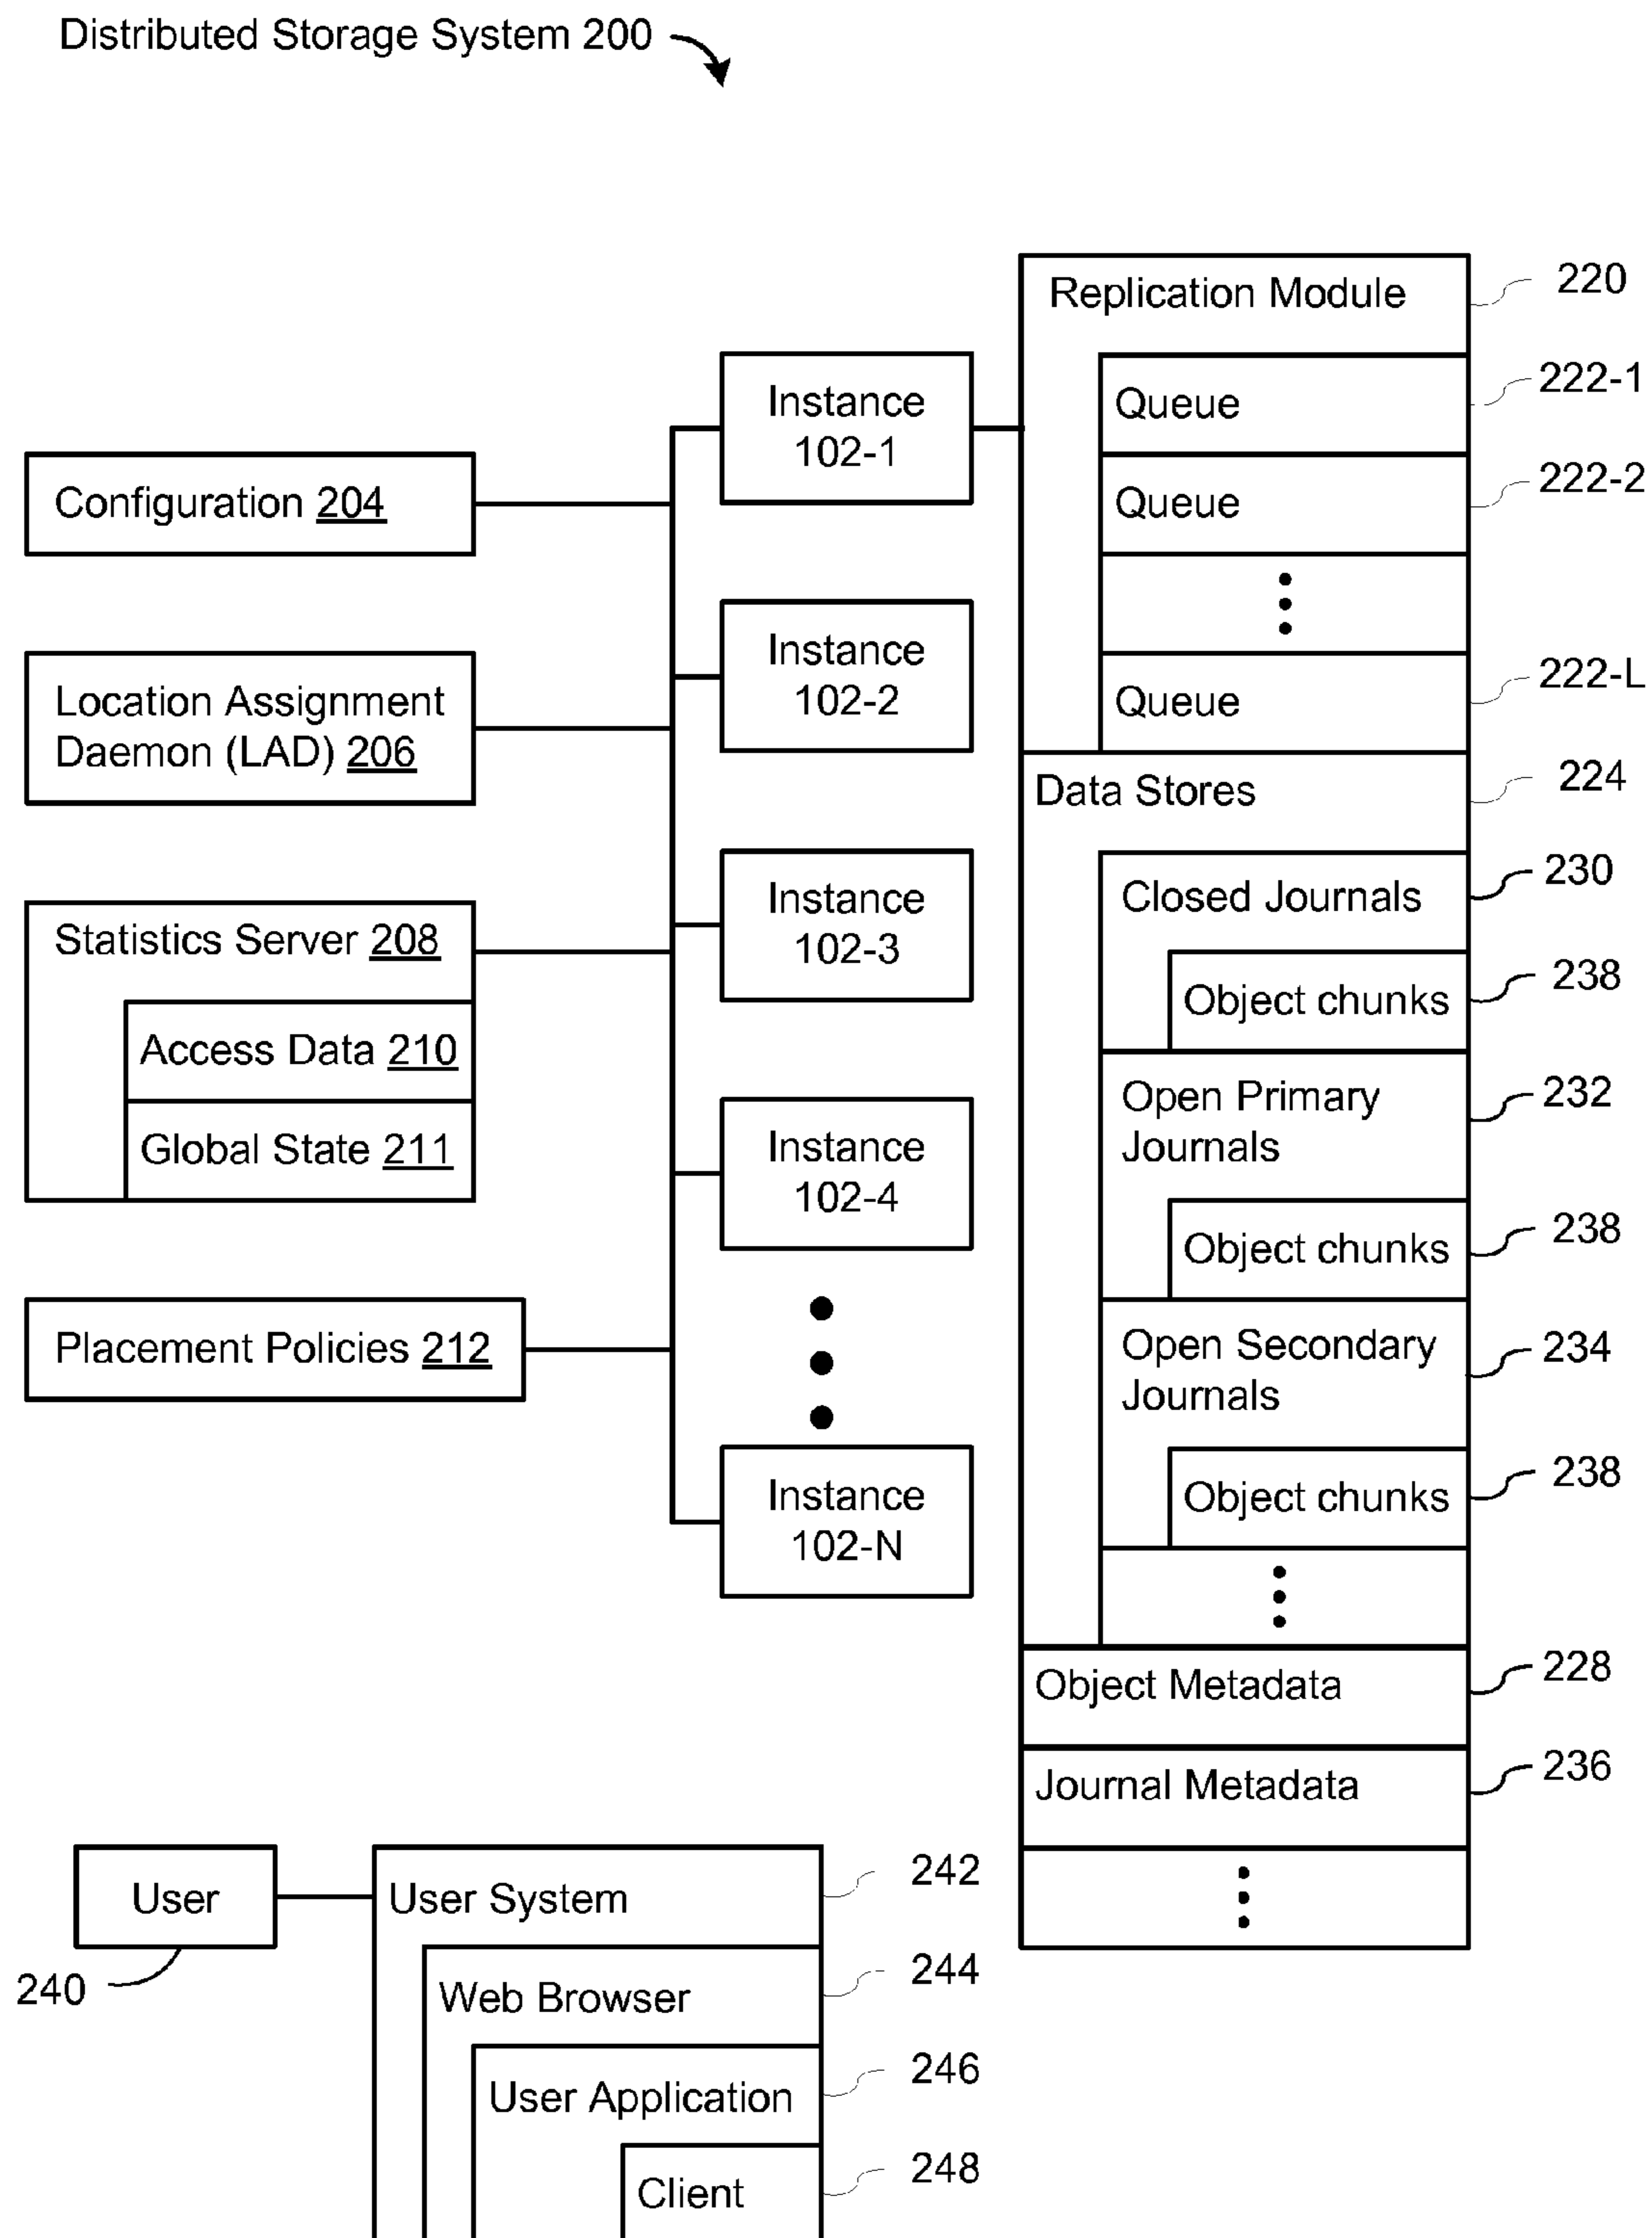 Distributed Storage System 200
Replication Module
220
Queue
222-1
Queue
222-2
Queue
222-L
Data Stores
224
Closed Journals
230
Object chunks
238
Open Primary
Journals
232
Object chunks
238
Open Secondary
Journals
234
Object chunks
238
Object Metadata
228
Journal Metadata
236
Instance
102-1
Instance
102-2
Instance
102-3
Instance
102-4
Instance
102-N
Configuration 204
Location Assignment
Daemon (LAD) 206
Statistics Server 208
Access Data 210
Global State 211
Placement Policies 212
User
240
User System
242
Web Browser
244
User Application
246
Client
248